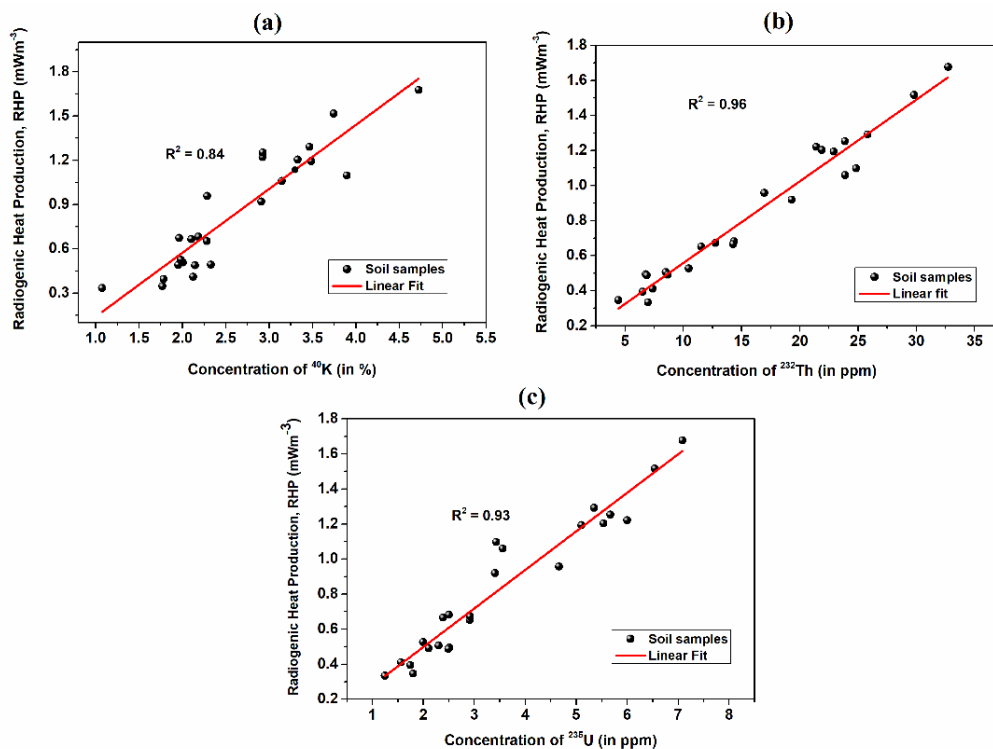 (a)
Radiogenic Heat Production, RHP (mWm-3)
1.8
1.5
1.2
0.9
0.6
0.3
R2 = 0.84
Soil samples
Linear Fit
1.0 1.5 2.0 2.5 3.0 3.5 4.0 4.5 5.0 5.5
Concentration of 40K (in %)
(b)
Radiogenic Heat Production, RHP (mWm-3)
1.8
1.6
1.4
1.2
1.0
0.8
0.6
0.4
0.2
R2 = 0.96
Soil samples
Linear fit
5 10 15 20 25 30 35
Concentration of 232Th (in ppm)
(c)
Radiogenic Heat Production, RHP (mWm-3)
1.8
1.6
1.4
1.2
1.0
0.8
0.6
0.4
0.2
R2 = 0.93
Soil samples
Linear Fit
1 2 3 4 5 6 7 8
Concentration of 238U (in ppm)